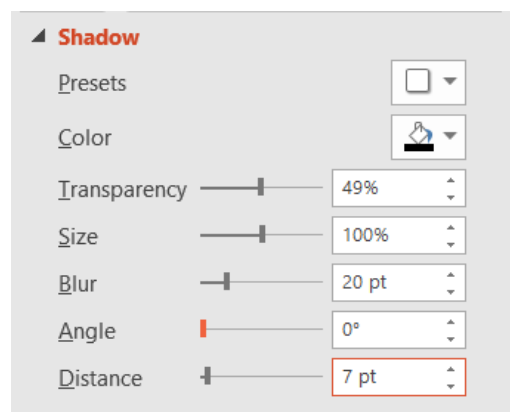 Shadow
Presets
Color
Transparency 49%
Size 100%
Blur 20 pt
Angle 0°
Distance 7 pt